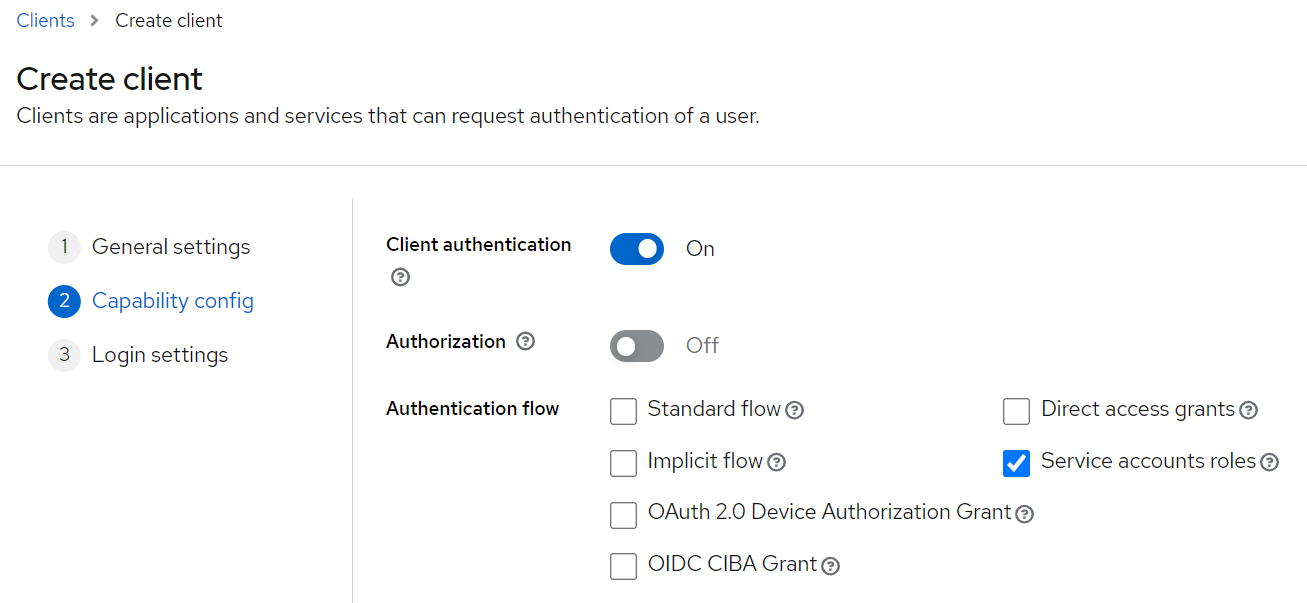 Clients > Create client
Create client
Clients are applications and services that can request authentication of a user.
1 General settings
2 Capability config
3 Login settings
Client authentication ? On
Authorization ? Off
Authentication flow
Standard flow ? Direct access grants ?
Implicit flow ? Service accounts roles ?
OAuth 2.0 Device Authorization Grant ?
OIDC CIBA Grant ?